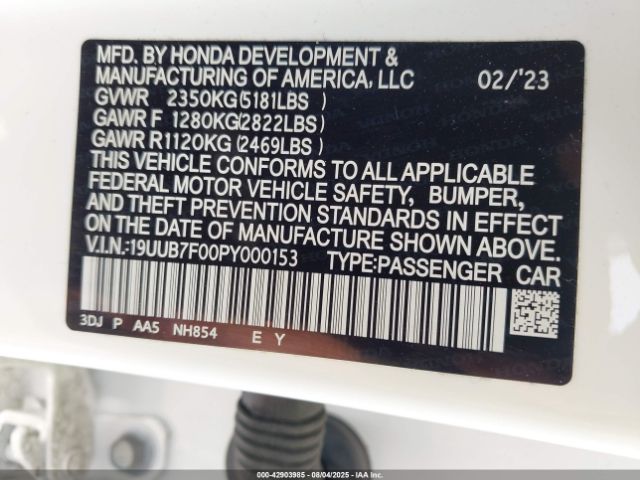 MFD. BY HONDA DEVELOPMENT &
MANUFACTURING OF AMERICA, LLC 02/'23
GVWR 2350KG(5181LBS )
GAWR F 1280KG(2822LBS)
GAWR R1120KG (2469LBS)
THIS VEHICLE CONFORMS TO ALL APPLICABLE
FEDERAL MOTOR VEHICLE SAFETY, BUMPER,
AND THEFT PREVENTION STANDARDS IN EFFECT
ON THE DATE OF MANUFACTURE SHOWN ABOVE.
V.I.N.:19UUB7F00PY000153 TYPE:PASSENGER CAR
3DJ P AA5 NH854 E Y
000-42903985 - 08/04/2025 - IAA Inc.